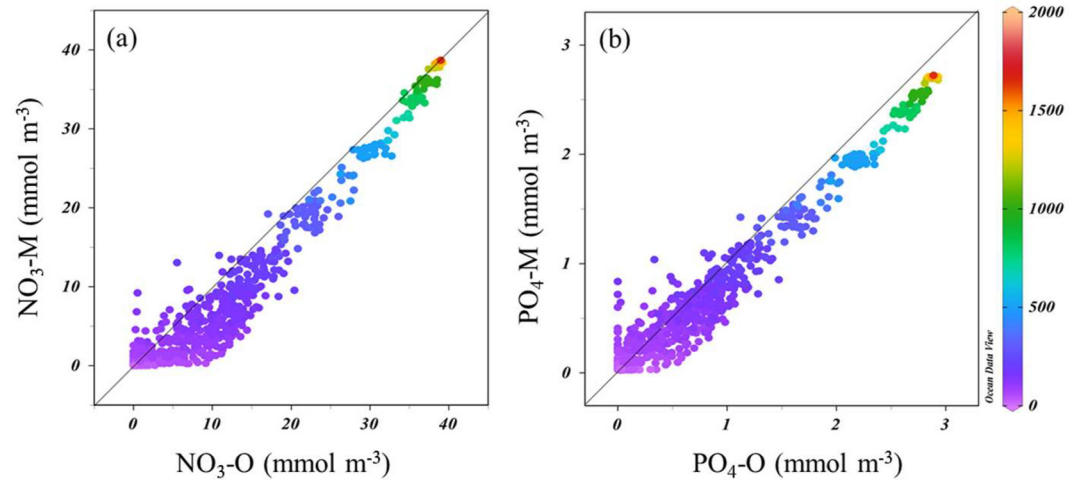 (a)
NO₃-M (mmol m⁻³)
40
30
20
10
0
0 10 20 30 40
NO₃-O (mmol m⁻³)
(b)
PO₄-M (mmol m⁻³)
3
2
1
0
0 1 2 3
PO₄-O (mmol m⁻³)
Ocean Data View
2000
1500
1000
500
0